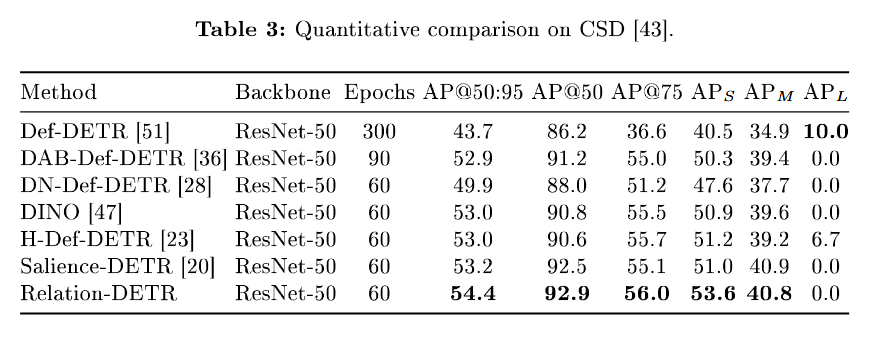 Table 3: Quantitative comparison on CSD [43].
Method Backbone Epochs AP@50:95 AP@50 AP@75 APS APM APL
Def-DETR [51] ResNet-50 300 43.7 86.2 36.6 40.5 34.9 10.0
DAB-Def-DETR [36] ResNet-50 90 52.9 91.2 55.0 50.3 39.4 0.0
DN-Def-DETR [28] ResNet-50 60 49.9 88.0 51.2 47.6 37.7 0.0
DINO [47] ResNet-50 60 53.0 90.8 55.5 50.9 39.6 0.0
H-Def-DETR [23] ResNet-50 60 53.0 90.6 55.7 51.2 39.2 6.7
Salience-DETR [20] ResNet-50 60 53.2 92.5 55.1 51.0 40.9 0.0
Relation-DETR ResNet-50 60 54.4 92.9 56.0 53.6 40.8 0.0